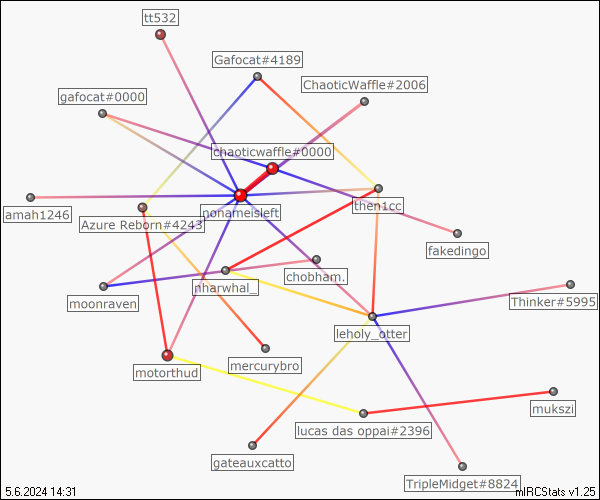 tt532
Gafocat#4189
ChaoticWaffle#2006
gafocat#0000
chaoticwaffle#0000
then1cc
nonameisleft
amah1246
Azure Reborn#4243
fakedingo
chobham.
nharwhal_
moonraven
Thinker#5995
leholy_otter
mercurybro
motorthud
mukszi
lucas das oppai#2396
gateauxcatto
TripleMidget#8824
5.6.2024 14:31
mIRCStats v1.25